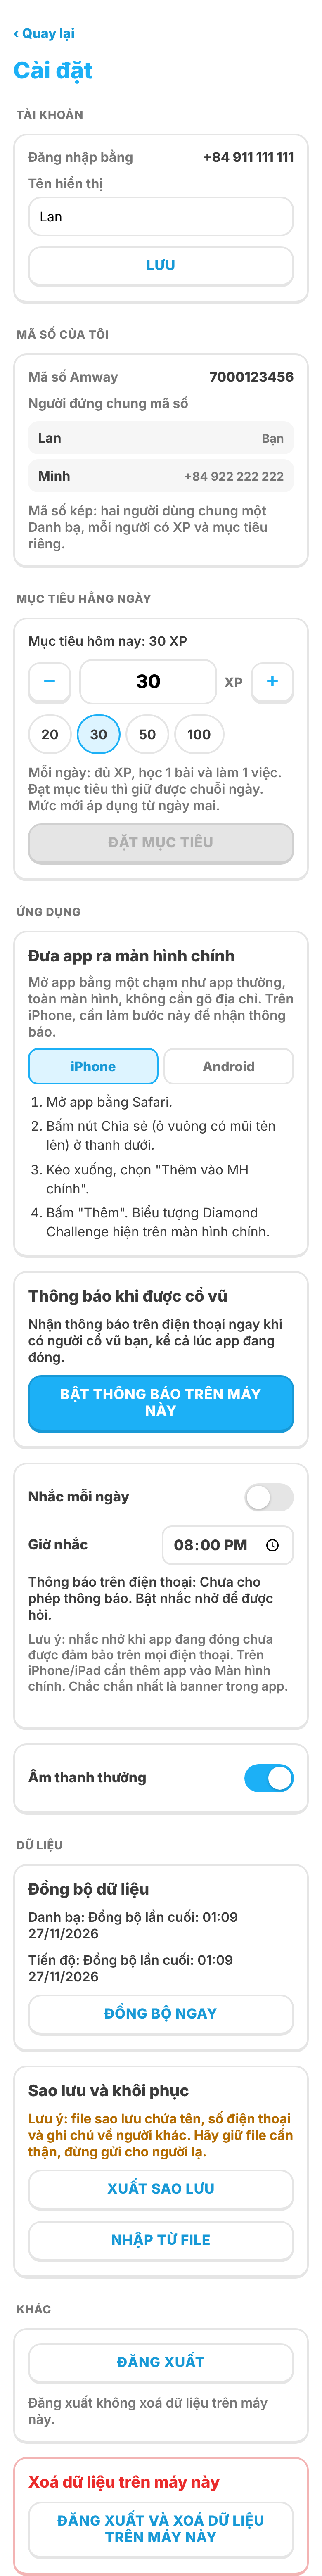 ‹ Quay lại
Cài đặt
TÀI KHOẢN
Đăng nhập bằng +84 911 111 111
Tên hiển thị
Lan
LƯU
MÃ SỐ CỦA TÔI
Mã số Amway 7000123456
Người đứng chung mã số
Lan Bạn
Minh +84 922 222 222
Mã số kép: hai người dùng chung một
Danh bạ, mỗi người có XP và mục tiêu
riêng.
MỤC TIÊU HẰNG NGÀY
Mục tiêu hôm nay: 30 XP
− 30 XP +
20 30 50 100
Mỗi ngày: đủ XP, học 1 bài và làm 1 việc.
Đạt mục tiêu thì giữ được chuỗi ngày.
Mức mới áp dụng từ ngày mai.
ĐẶT MỤC TIÊU
ỨNG DỤNG
Đưa app ra màn hình chính
Mở app bằng một chạm như app thường,
toàn màn hình, không cần gõ địa chỉ. Trên
iPhone, cần làm bước này để nhận thông
báo.
iPhone Android
1. Mở app bằng Safari.
2. Bấm nút Chia sẻ (ô vuông có mũi tên
lên) ở thanh dưới.
3. Kéo xuống, chọn "Thêm vào MH
chính".
4. Bấm "Thêm". Biểu tượng Diamond
Challenge hiện trên màn hình chính.
Thông báo khi được cổ vũ
Nhận thông báo trên điện thoại ngay khi
có người cổ vũ bạn, kể cả lúc app đang
đóng.
BẬT THÔNG BÁO TRÊN MÁY
NÀY
Nhắc mỗi ngày
Giờ nhắc 08:00 PM
Thông báo trên điện thoại: Chưa cho
phép thông báo. Bật nhắc nhở để được
hỏi.
Lưu ý: nhắc nhở khi app đang đóng chưa
được đảm bảo trên mọi điện thoại. Trên
iPhone/iPad cần thêm app vào Màn hình
chính. Chắc chắn nhất là banner trong app.
Âm thanh thưởng
DỮ LIỆU
Đồng bộ dữ liệu
Danh bạ: Đồng bộ lần cuối: 01:09
27/11/2026
Tiến độ: Đồng bộ lần cuối: 01:09
27/11/2026
ĐỒNG BỘ NGAY
Sao lưu và khôi phục
Lưu ý: file sao lưu chứa tên, số điện thoại
và ghi chú về người khác. Hãy giữ file cẩn
thận, đừng gửi cho người lạ.
XUẤT SAO LƯU
NHẬP TỪ FILE
KHÁC
ĐĂNG XUẤT
Đăng xuất không xoá dữ liệu trên máy
này.
Xoá dữ liệu trên máy này
ĐĂNG XUẤT VÀ XOÁ DỮ LIỆU
TRÊN MÁY NÀY